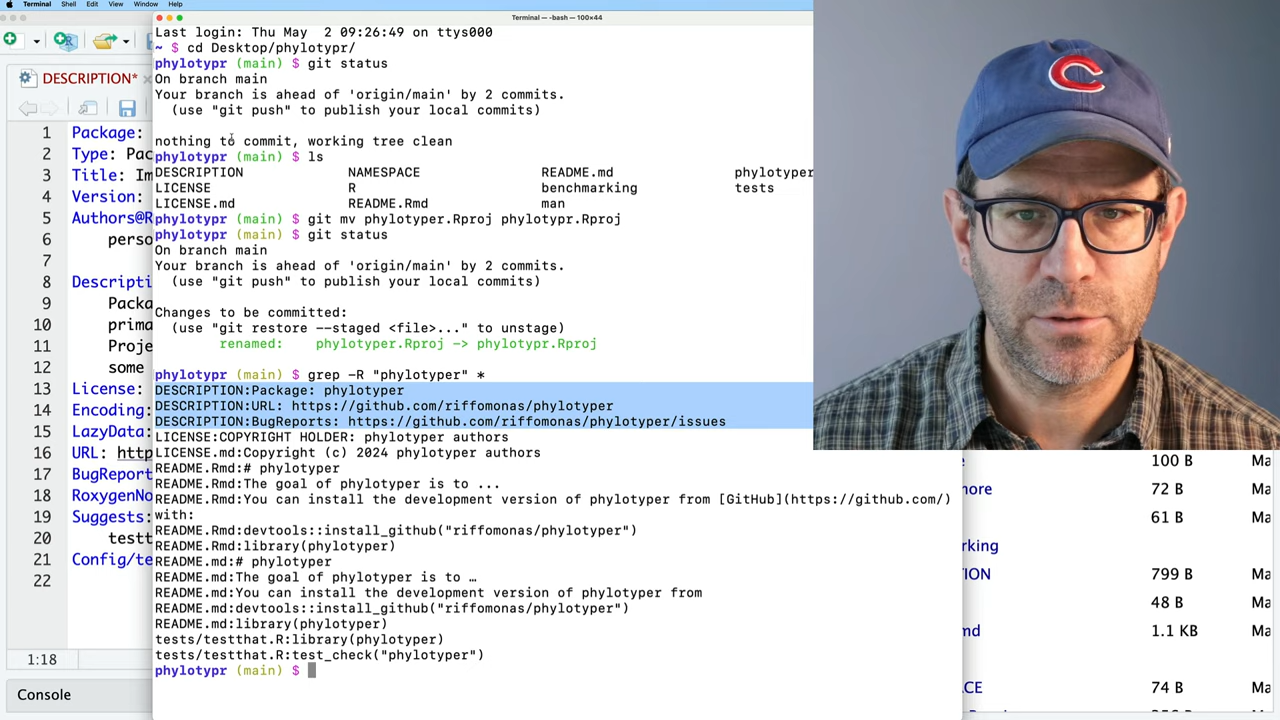 Terminal Shell Edit View Window Help
Terminal — -bash — 100×44
Last login: Thu May 2 09:26:49 on ttys000
~ $ cd Desktop/phylotypr/
phylotypr (main) $ git status
On branch main
Your branch is ahead of 'origin/main' by 2 commits.
(use "git push" to publish your local commits)
nothing to commit, working tree clean
phylotypr (main) $ ls
DESCRIPTION NAMESPACE README.md phylotyper
LICENSE R benchmarking tests
LICENSE.md README.Rmd man
phylotypr (main) $ git mv phylotyper.Rproj phylotypr.Rproj
phylotypr (main) $ git status
On branch main
Your branch is ahead of 'origin/main' by 2 commits.
(use "git push" to publish your local commits)
Changes to be committed:
(use "git restore --staged <file>..." to unstage)
renamed: phylotyper.Rproj -> phylotypr.Rproj
phylotypr (main) $ grep -R "phylotyper" *
DESCRIPTION:Package: phylotyper
DESCRIPTION:URL: https://github.com/riffomonas/phylotyper
DESCRIPTION:BugReports: https://github.com/riffomonas/phylotyper/issues
LICENSE:COPYRIGHT HOLDER: phylotyper authors
LICENSE.md:Copyright (c) 2024 phylotyper authors
README.Rmd:# phylotyper
README.Rmd:The goal of phylotyper is to ...
README.Rmd:You can install the development version of phylotyper from [GitHub](https://github.com/)
with:
README.Rmd:devtools::install_github("riffomonas/phylotyper")
README.Rmd:library(phylotyper)
README.md:# phylotyper
README.md:The goal of phylotyper is to …
README.md:You can install the development version of phylotyper from
README.md:devtools::install_github("riffomonas/phylotyper")
README.md:library(phylotyper)
tests/testthat.R:library(phylotyper)
tests/testthat.R:test_check("phylotyper")
phylotypr (main) $
DESCRIPTION*
1 Package:
2 Type: Pac
3 Title: Im
4 Version:
5 Authors@R
6 perso
7
8 Descripti
9 Packa
10 prima
11 Proje
12 some
13 License:
14 Encoding:
15 LazyData:
16 URL: http
17 BugReport
18 RoxygenNo
19 Suggests:
20 testt
21 Config/te
22
1:18
Console
C
e 100 B Ma
nore 72 B Ma
61 B Ma
rking
ION 799 B Ma
48 B Ma
md 1.1 KB Ma
CE 74 B Ma